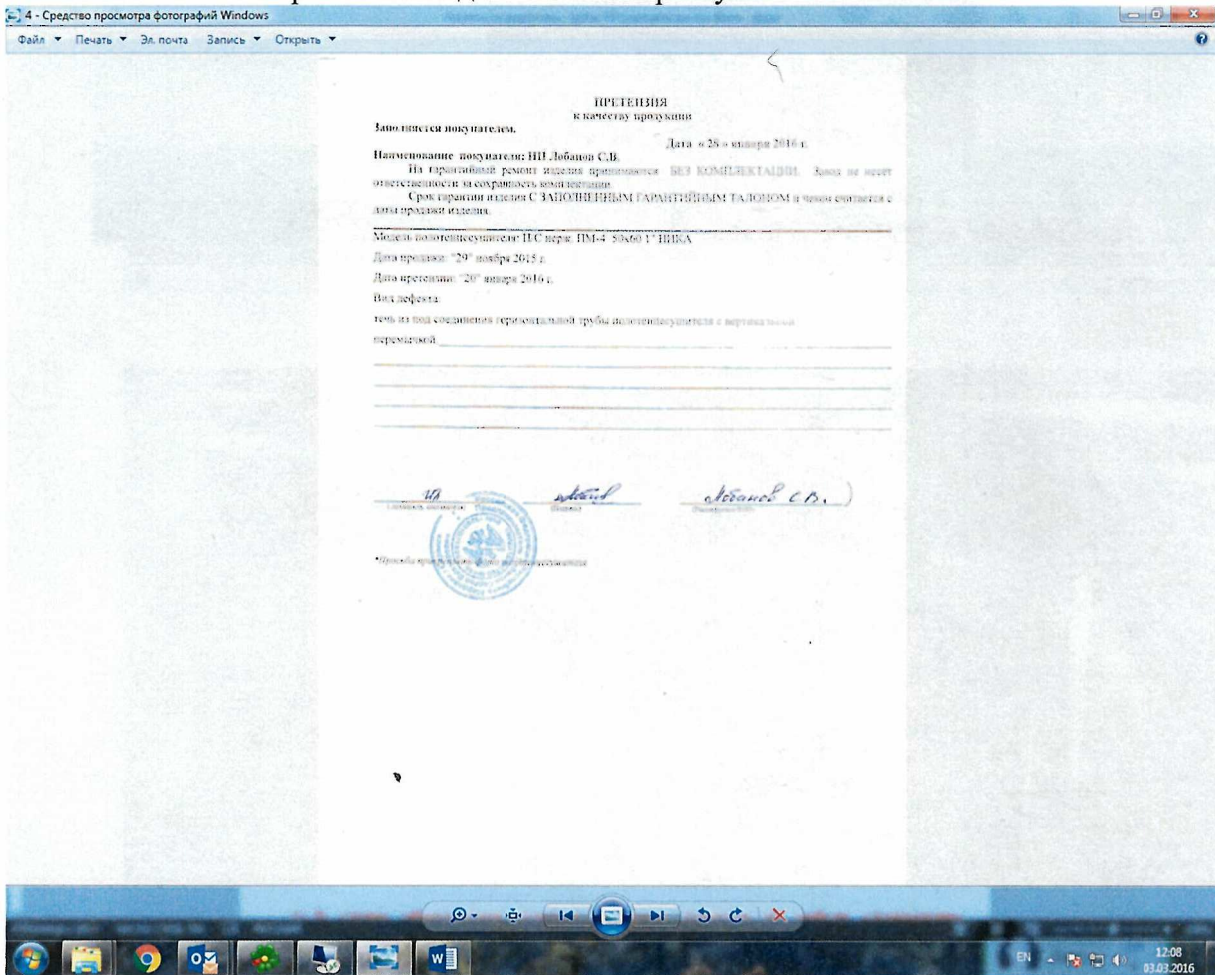 4 - Средство просмотра фотографий Windows
Файл Печать Эл. почта Запись Открыть
ПРЕТЕНЗИЯ
к качеству продукции
Заполняется покупателем.
Дата « 28 » января 2016 г.
Наименование покупателя: ИП Лобанов С.В.
На гарантийный ремонт изделия принимаются БЕЗ КОМПЛЕКТАЦИИ. Завод не несет
ответственности за сохранность комплектации.
Срок гарантии изделия С ЗАПОЛНЕННЫМ ГАРАНТИЙНЫМ ТАЛОНОМ и чеком считается с
даты продажи изделия.
Модель полотенцесушителя: П/С нерж. ПМ-4 50х60 1" НИКА
Дата продажи: "29" ноября 2015 г.
Дата претензии: "20" января 2016 г.
Вид дефекта:
течь из под соединения горизонтальной трубы полотенцесушителя с вертикальной
перемычкой
ИП
Лобанов С.В.)
EN
12:08
03.03.2016